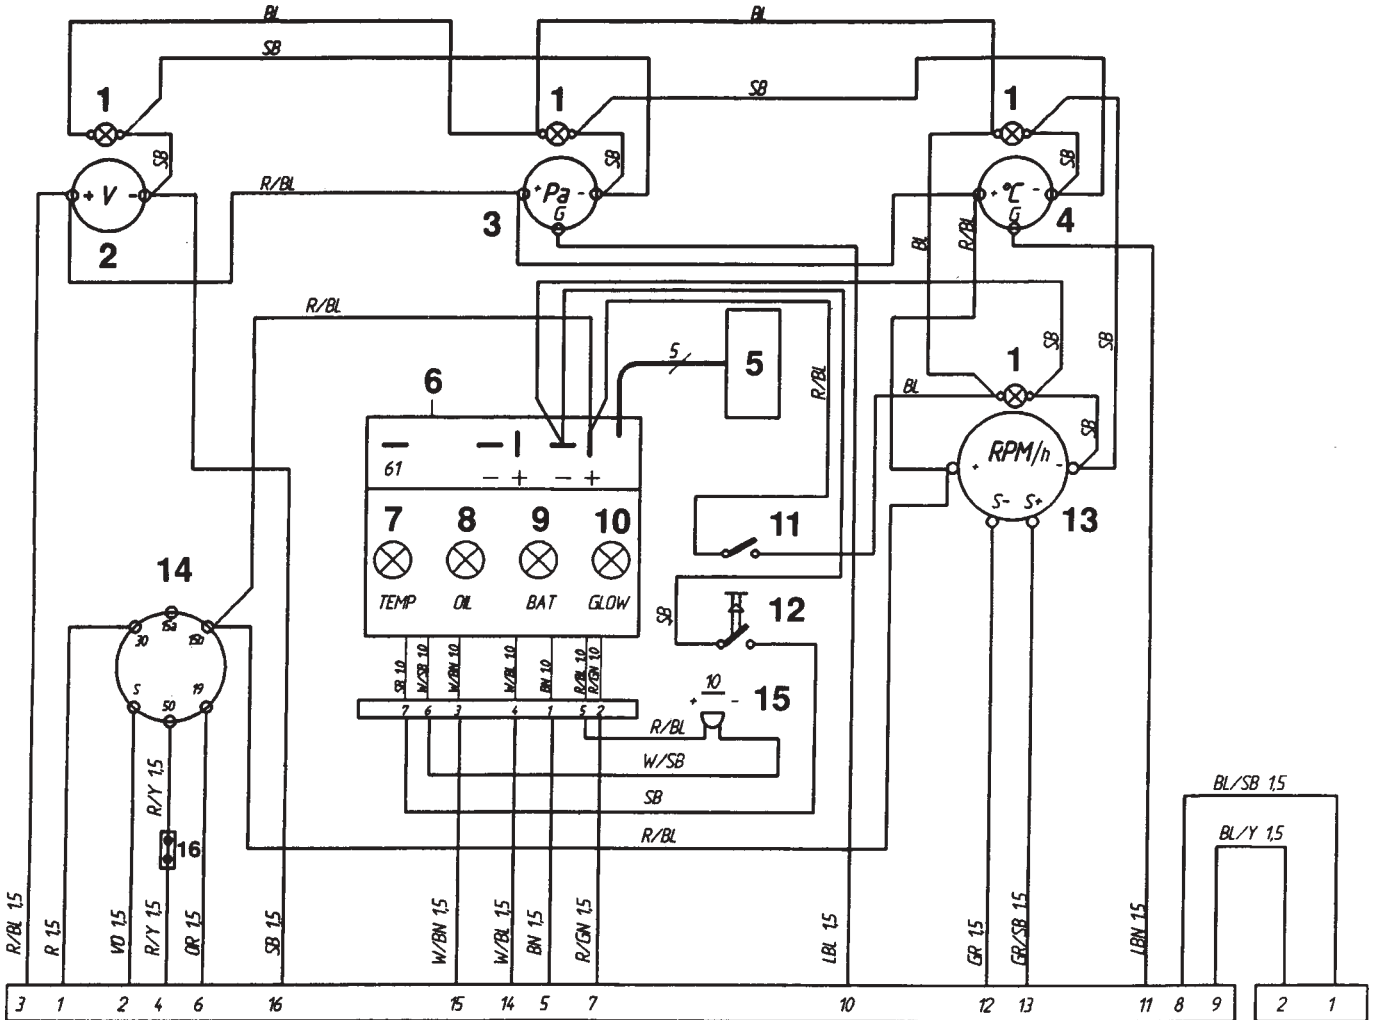 BL
BL
SB
SB
1
1
1
SB
SB
SB
R/BL
+ V -
+ Pa -
G
+ °C -
G
3
4
2
BL
R/BL
R/BL
SB
SB
5
5
R/BL
1
6
BL
SB
61
- + - +
RPM/h
+ -
S- S+
7
8
9
10
11
13
14
TEMP
OIL
BAT
GLOW
SB
12
30
15a
15b
SB 1.0
W/SB 1.0
W/BN 1.0
W/BL 1.0
BN 1.0
R/BL 1.0
R/GN 1.0
S
50
19
10
+ -
15
7 6 3 4 1 5 2
R/BL
W/SB
R/Y 1,5
SB
BL/SB 1,5
16
R/BL
BL/Y 1,5
R/BL 1,5
R 1,5
VO 1,5
R/Y 1,5
OR 1,5
SB 1,5
W/BN 1,5
W/BL 1,5
BN 1,5
R/GN 1,5
LBL 1,5
GR 1,5
GR/SB 1,5
LBN 1,5
3 1 2 4 6 16 15 14 5 7 10 12 13 11 8 9 2 1